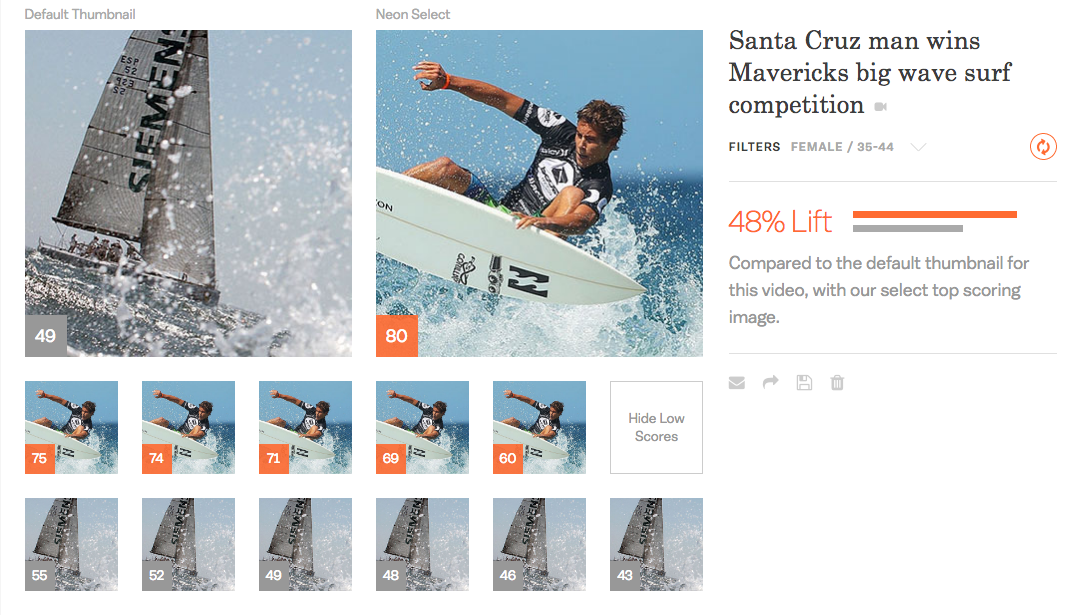 Default Thumbnail
Neon Select
ESP
52
SIEMENS
49
80
Santa Cruz man wins
Mavericks big wave surf
competition
FILTERS FEMALE / 35-44
48% Lift
Compared to the default thumbnail for
this video, with our select top scoring
image.
75
74
71
69
60
Hide Low
Scores
55
52
49
48
46
43